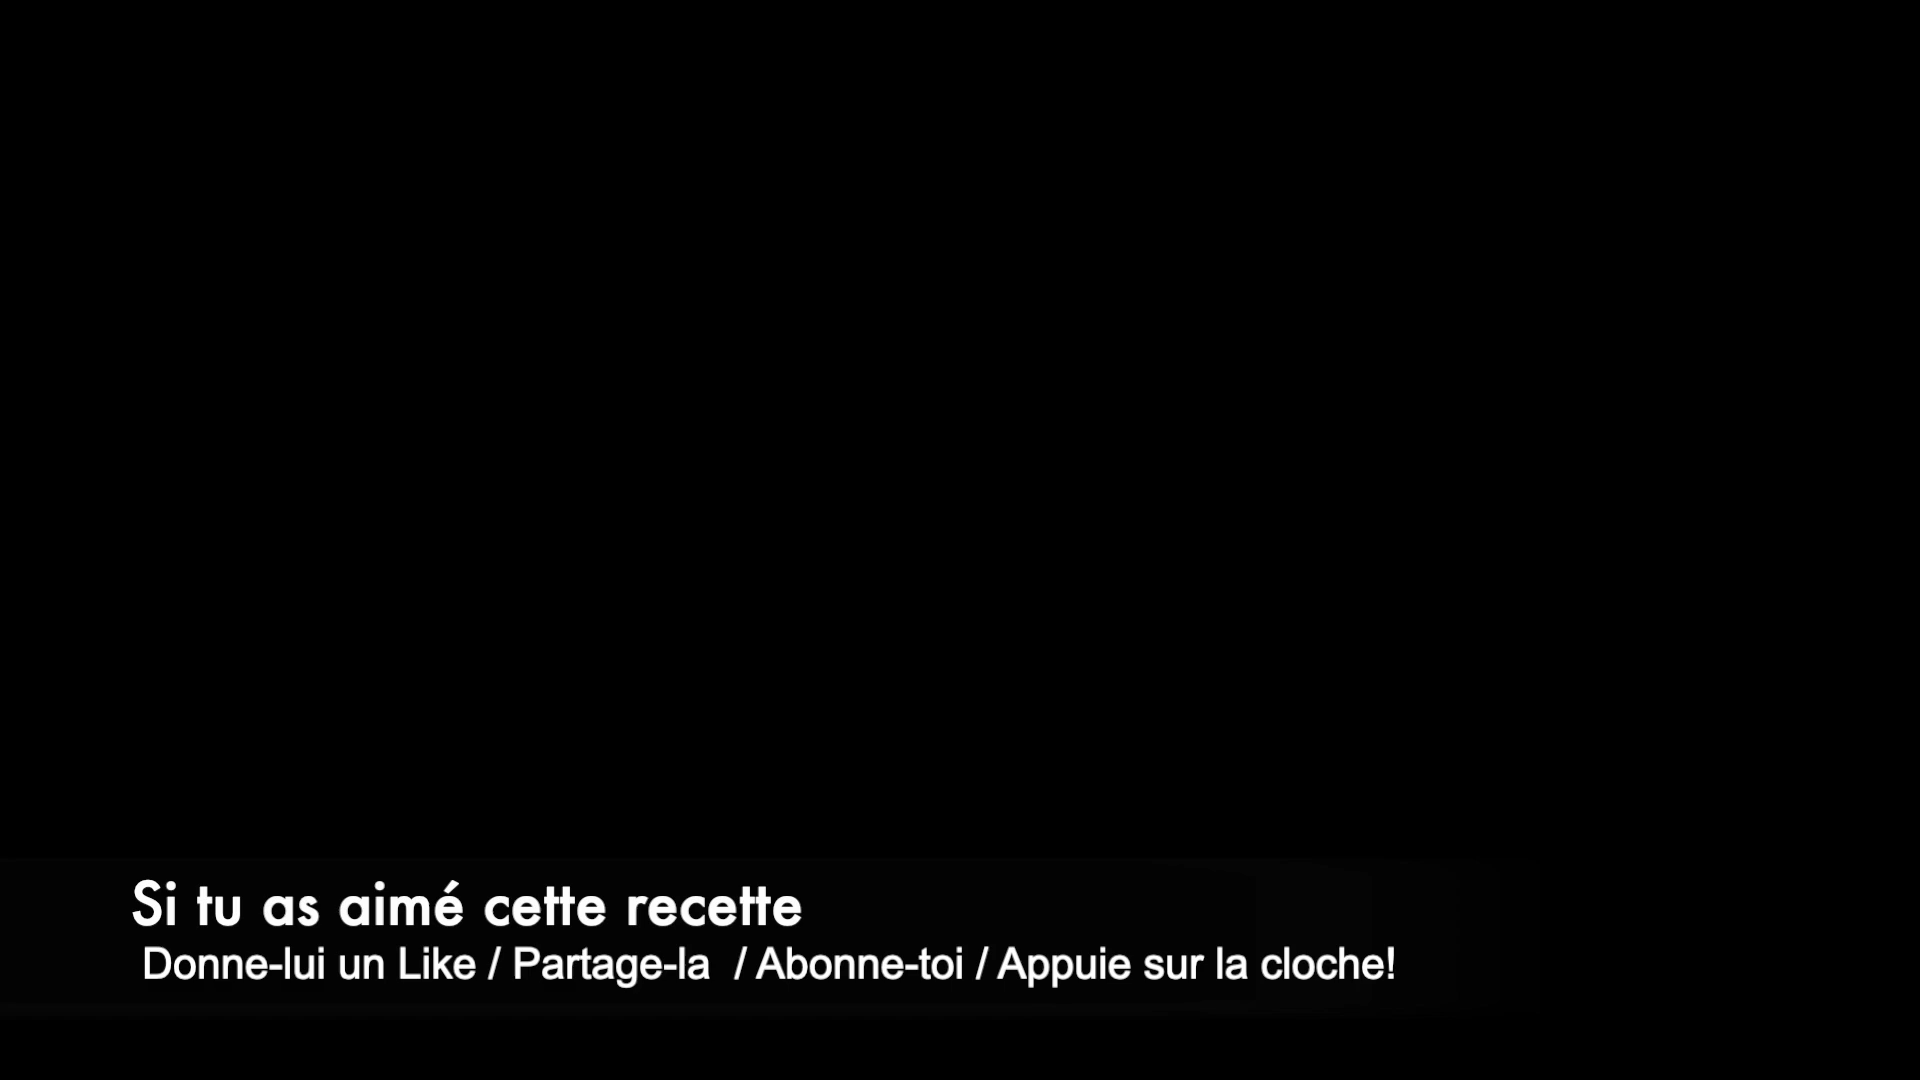 Si tu as aimé cette recette
Donne-lui un Like / Partage-la / Abonne-toi / Appuie sur la cloche!